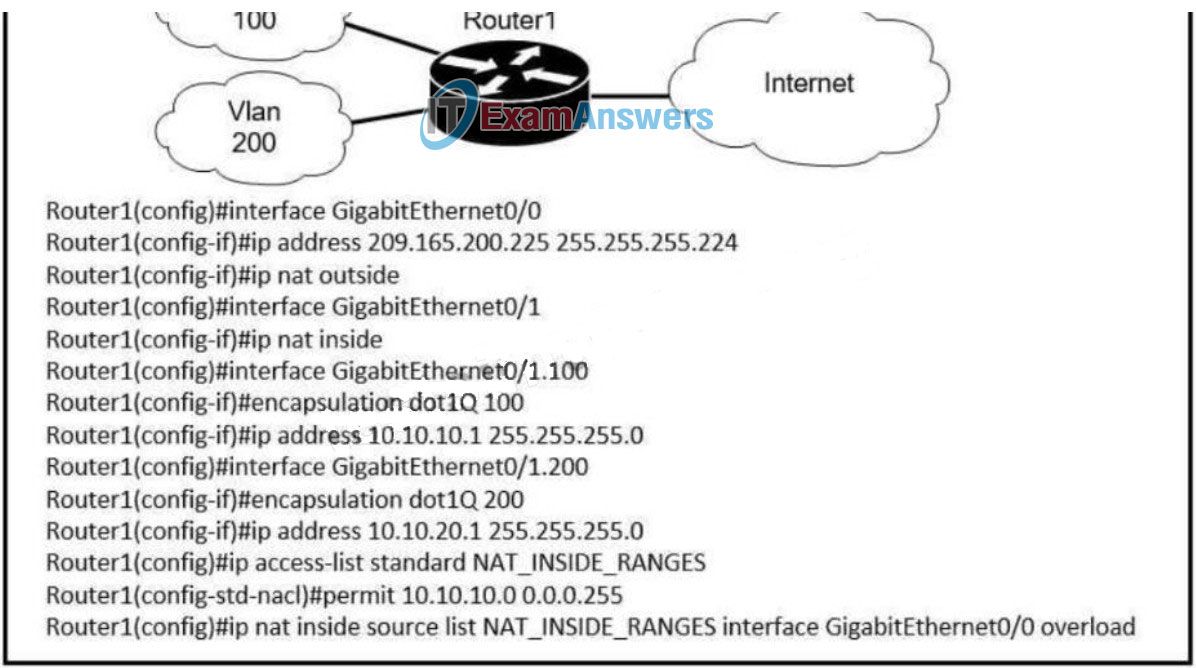 100
Router1
Internet
Vlan
200
IT ExamAnswers
Router1(config)#interface GigabitEthernet0/0
Router1(config-if)#ip address 209.165.200.225 255.255.255.224
Router1(config-if)#ip nat outside
Router1(config)#interface GigabitEthernet0/1
Router1(config-if)#ip nat inside
Router1(config)#interface GigabitEthernet0/1.100
Router1(config-if)#encapsulation dot1Q 100
Router1(config-if)#ip address 10.10.10.1 255.255.255.0
Router1(config)#interface GigabitEthernet0/1.200
Router1(config-if)#encapsulation dot1Q 200
Router1(config-if)#ip address 10.10.20.1 255.255.255.0
Router1(config)#ip access-list standard NAT_INSIDE_RANGES
Router1(config-std-nacl)#permit 10.10.10.0 0.0.0.255
Router1(config)#ip nat inside source list NAT_INSIDE_RANGES interface GigabitEthernet0/0 overload